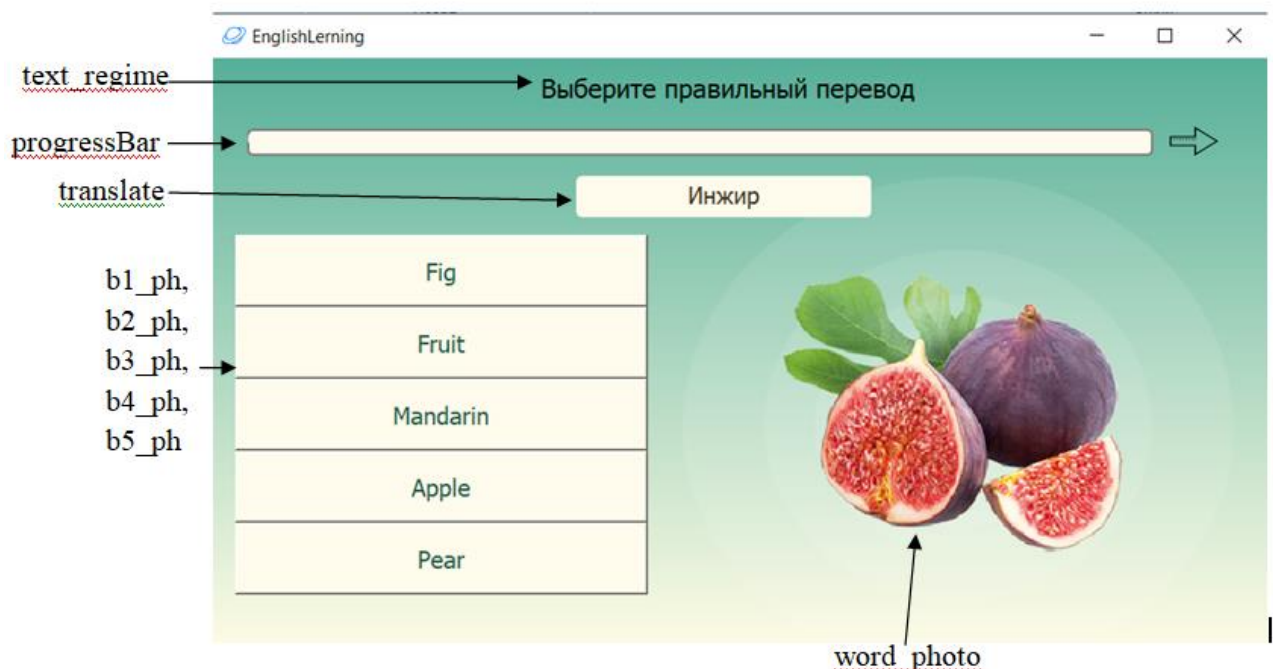 EnglishLerning
text_regime
Выберите правильный перевод
progressBar
translate
Инжир
b1_ph,
b2_ph,
b3_ph,
b4_ph,
b5_ph
Fig
Fruit
Mandarin
Apple
Pear
word_photo